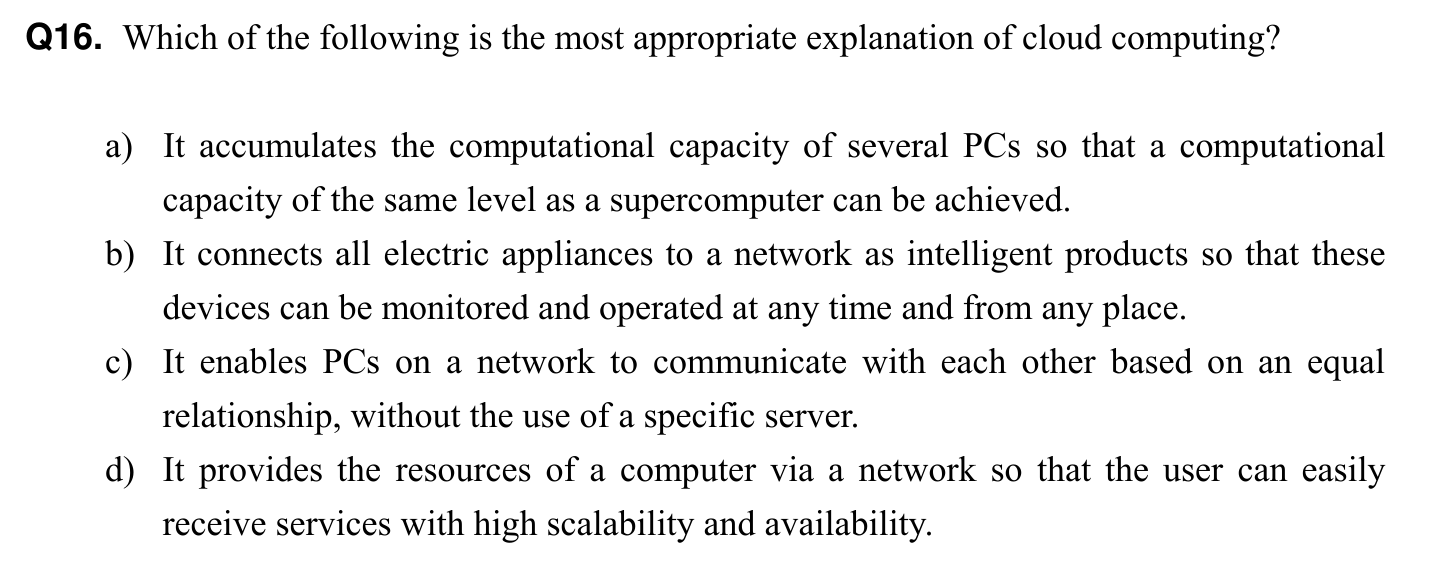 Q16. Which of the following is the most appropriate explanation of cloud computing?
a) It accumulates the computational capacity of several PCs so that a computational
capacity of the same level as a supercomputer can be achieved.
b) It connects all electric appliances to a network as intelligent products so that these
devices can be monitored and operated at any time and from any place.
c) It enables PCs on a network to communicate with each other based on an equal
relationship, without the use of a specific server.
d) It provides the resources of a computer via a network so that the user can easily
receive services with high scalability and availability.